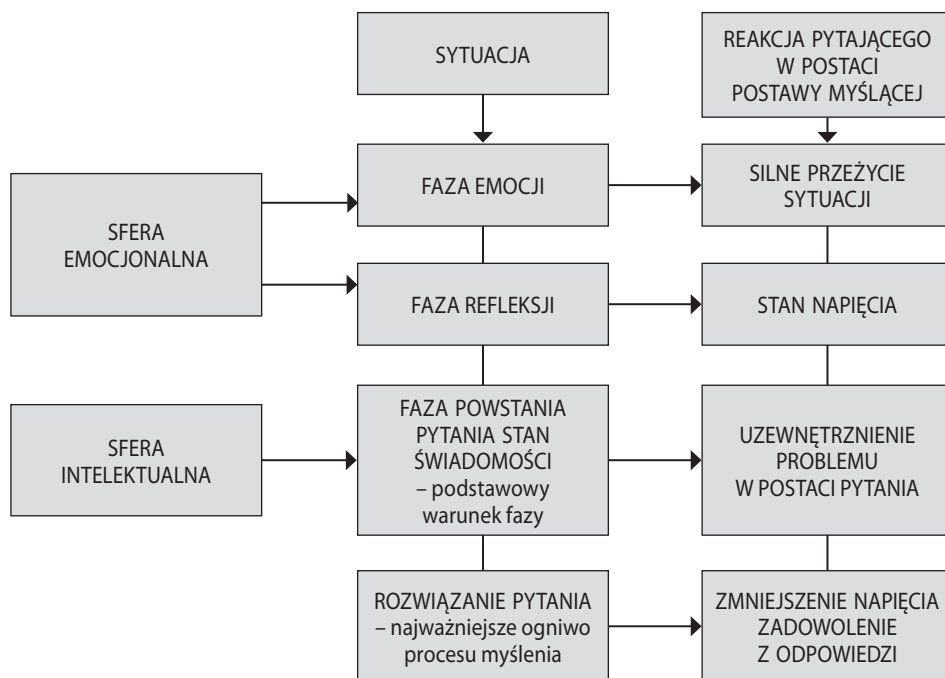 SYTUACJA
REAKCJA PYTAJĄCEGO
W POSTACI
POSTAWY MYŚLĄCEJ
SFERA
EMOCJONALNA
FAZA EMOCJI
SILNE PRZEŻYCIE
SYTUACJI
FAZA REFLEKSJI
STAN NAPIĘCIA
SFERA
INTELEKTUALNA
FAZA POWSTANIA
PYTANIA STAN
ŚWIADOMOŚCI
– podstawowy
warunek fazy
UZEWNĘTRZNIENIE
PROBLEMU
W POSTACI PYTANIA
ROZWIĄZANIE PYTANIA
– najważniejsze ogniwo
procesu myślenia
ZMNIEJSZENIE NAPIĘCIA
ZADOWOLENIE
Z ODPOWIEDZI